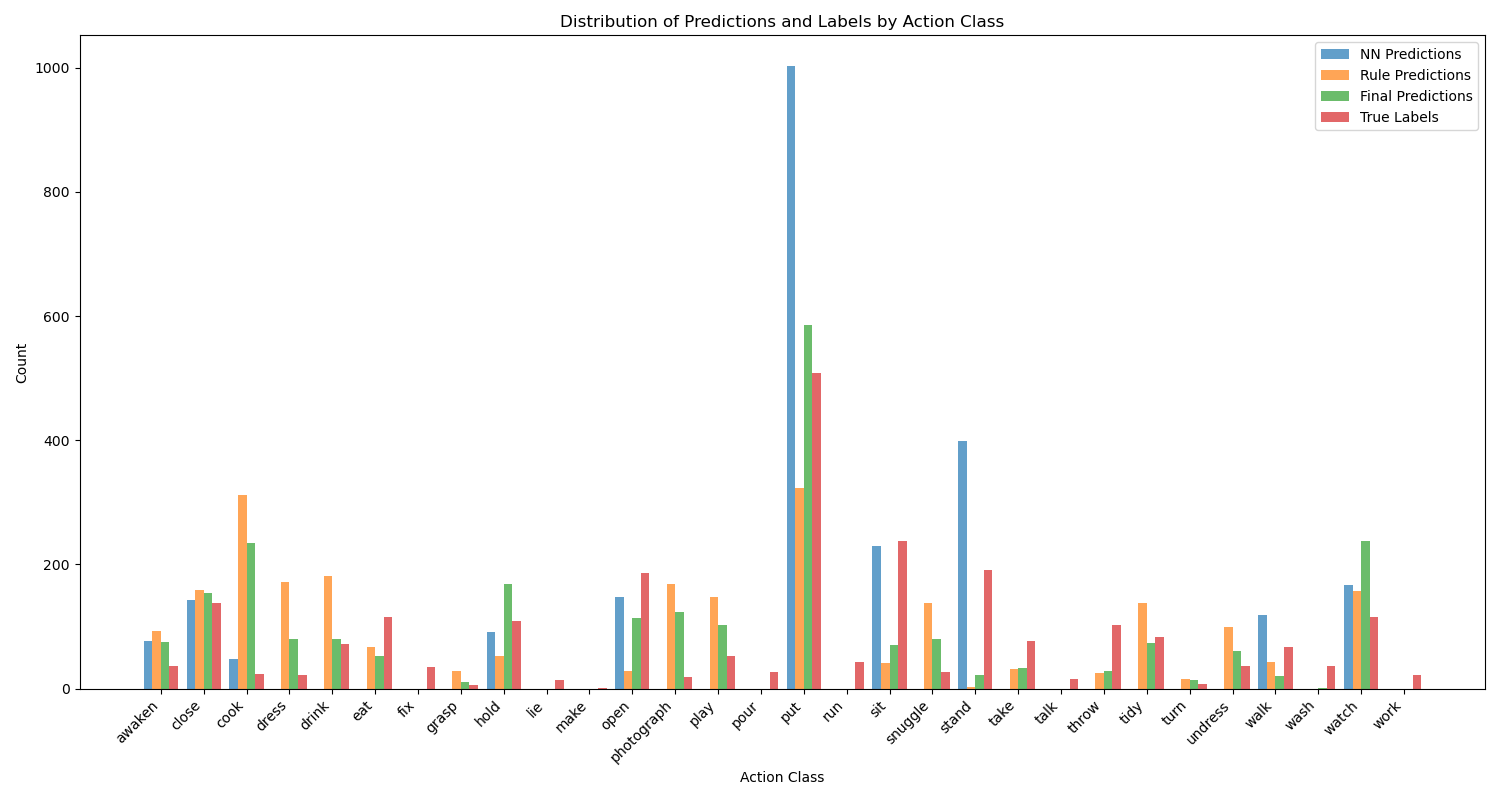 Distribution of Predictions and Labels by Action Class
NN Predictions
Rule Predictions
Final Predictions
True Labels
Count
1000
800
600
400
200
0
awaken
close
cook
dress
drink
eat
fix
grasp
hold
lie
make
open
photograph
play
pour
put
run
sit
snuggle
stand
take
talk
throw
tidy
turn
undress
walk
wash
watch
work
Action Class